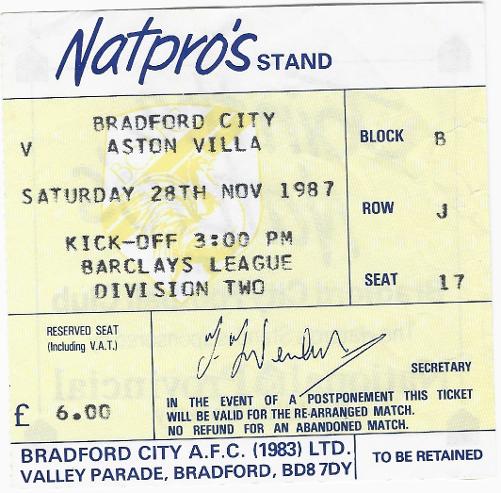 Natpro's STAND
BRADFORD CITY
V ASTON VILLA
SATURDAY 28TH NOV 1987
KICK-OFF 3:00 PM
BARCLAYS LEAGUE
DIVISION TWO
BLOCK B
ROW J
SEAT 17
RESERVED SEAT
(Including V.A.T.)
£ 6.00
SECRETARY
IN THE EVENT OF A POSTPONEMENT THIS TICKET
WILL BE VALID FOR THE RE-ARRANGED MATCH.
NO REFUND FOR AN ABANDONED MATCH.
BRADFORD CITY A.F.C. (1983) LTD.
VALLEY PARADE, BRADFORD, BD8 7DY
TO BE RETAINED